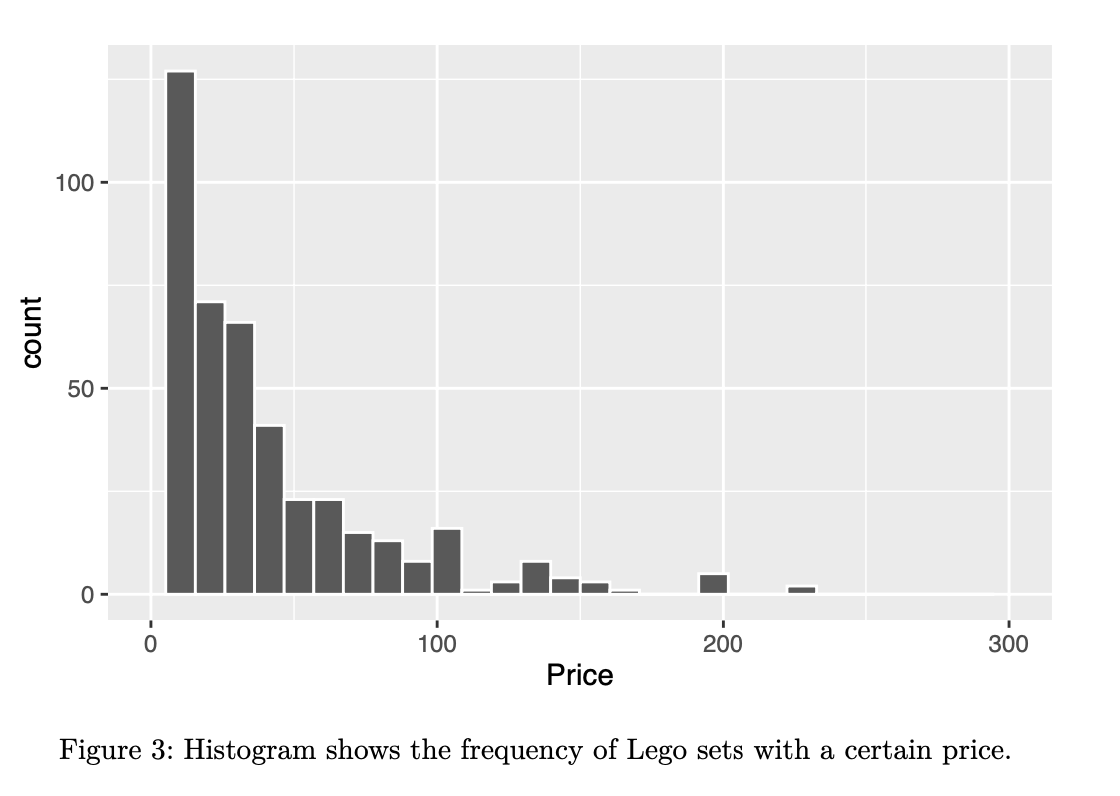 100
50
0
count
0 100 200 300
Price
Figure 3: Histogram shows the frequency of Lego sets with a certain price.